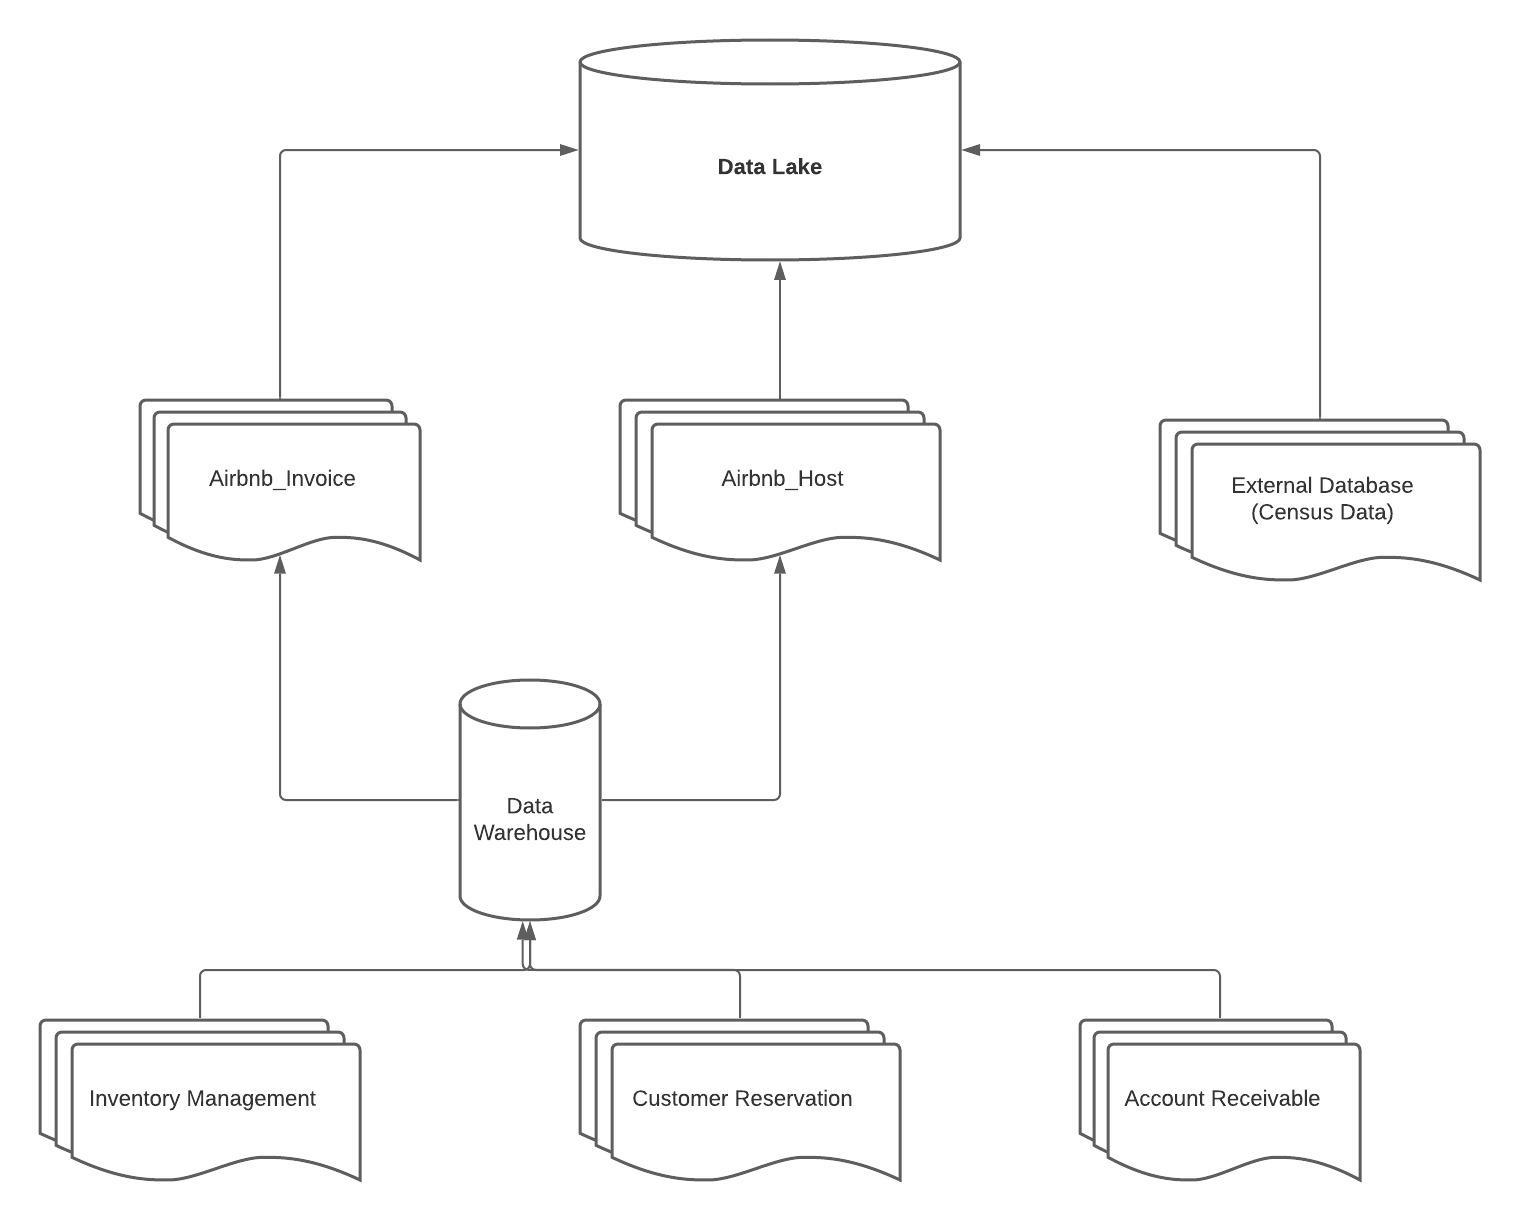 Data Lake
Airbnb_Invoice
Airbnb_Host
External Database
(Census Data)
Data
Warehouse
Inventory Management
Customer Reservation
Account Receivable